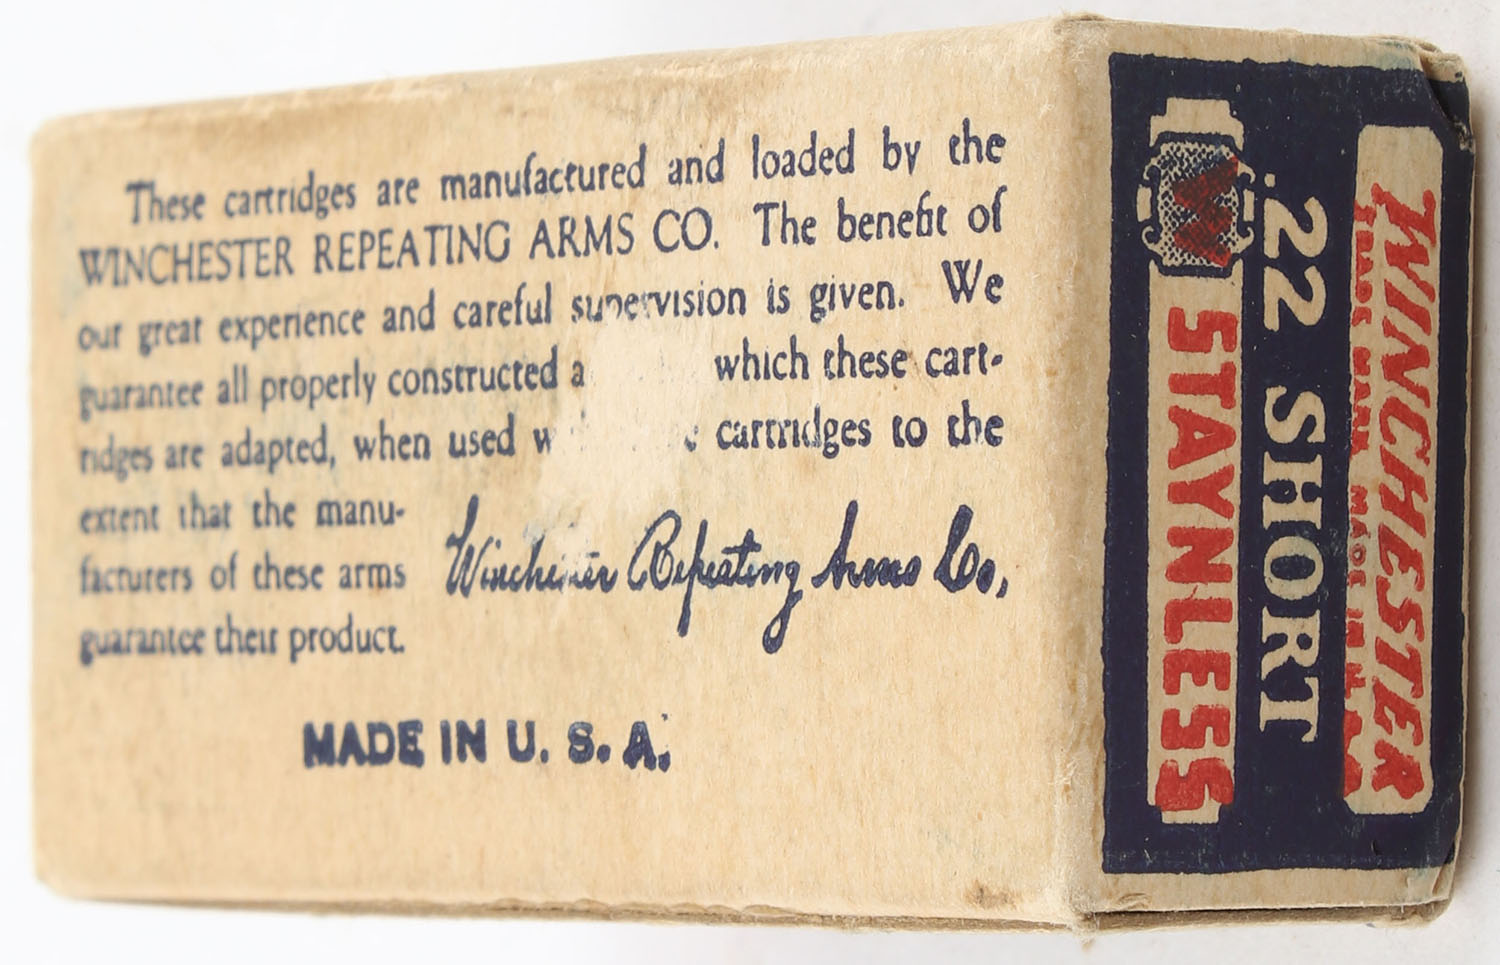 These cartridges are manufactured and loaded by the
WINCHESTER REPEATING ARMS CO. The benefit of
our great experience and careful supervision is given. We
guarantee all properly constructed a which these cart-
ridges are adapted, when used w cartridges to the
extent that the manu-
facturers of these arms
guarantee their product.
Winchester Repeating Arms Co.
MADE IN U. S. A.
WINCHESTER
TRADE MARK MADE IN U.S.A.
.22 SHORT
W STAYNLESS